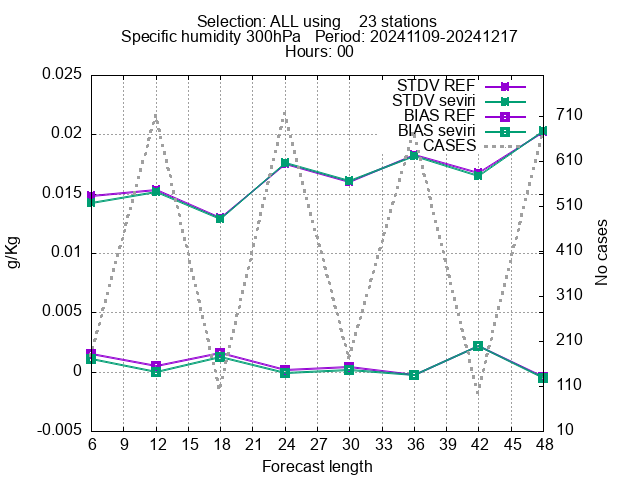 Selection: ALL using    23 stations
Specific humidity 300hPa   Period: 20241109-20241217
Hours: 00
STDV REF
STDV seviri
BIAS REF
BIAS seviri
CASES
0.025
0.02
0.015
0.01
0.005
0
-0.005
g/Kg
710
610
510
410
310
210
110
10
No cases
6 9 12 15 18 21 24 27 30 33 36 39 42 45 48
Forecast length